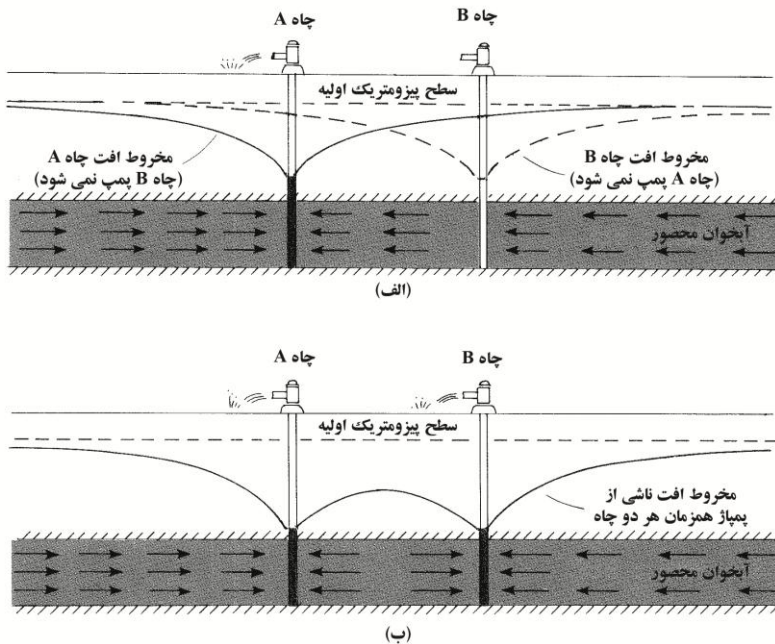 چاه A
چاه B
سطح پیزومتریک اولیه
مخروط افت چاه A
(چاه B پمپ نمی شود)
مخروط افت چاه B
(چاه A پمپ نمی شود)
آبخوان محصور
(الف)
چاه A
چاه B
سطح پیزومتریک اولیه
مخروط افت ناشی از
پمپاژ همزمان هر دو چاه
آبخوان محصور
(ب)